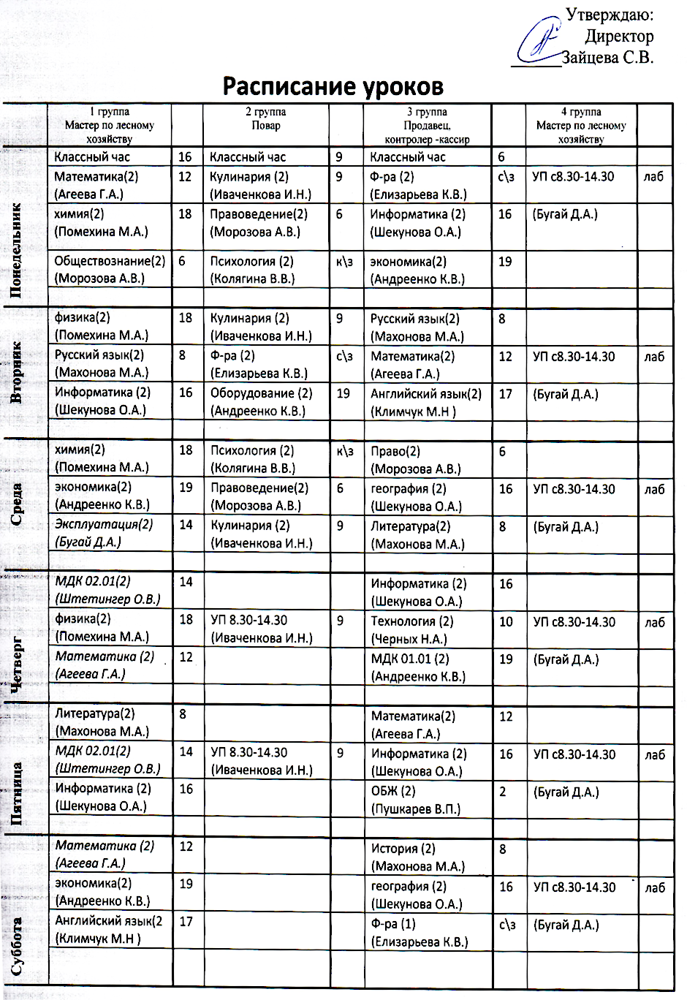 Утверждаю:
Директор
Зайцева С.В.
Расписание уроков
1 группа
Мастер по лесному
хозяйству
2 группа
Повар
3 группа
Продавец,
контролер -кассир
4 группа
Мастер по лесному
хозяйству
Понедельник
Классный час 16 Классный час 9 Классный час 6
Математика(2) 12 Кулинария (2) 9 Ф-ра (2) с\з УП с8.30-14.30 лаб
(Агеева Г.А.) (Иваченкова И.Н.) (Елизарьева К.В.)
химия(2) 18 Правоведение(2) 6 Информатика (2) 16 (Бугай Д.А.)
(Помехина М.А.) (Морозова А.В.) (Шекунова О.А.)
Обществознание(2) 6 Психология (2) к\з экономика(2) 19
(Морозова А.В.) (Колягина В.В.) (Андреенко К.В.)
Вторник
физика(2) 18 Кулинария (2) 9 Русский язык(2) 8
(Помехина М.А.) (Иваченкова И.Н.) (Махонова М.А.)
Русский язык(2) 8 Ф-ра (2) с\з Математика(2) 12 УП с8.30-14.30 лаб
(Махонова М.А.) (Елизарьева К.В.) (Агеева Г.А.)
Информатика (2) 16 Оборудование (2) 19 Английский язык(2) 17 (Бугай Д.А.)
(Шекунова О.А.) (Андреенко К.В.) (Климчук М.Н )
Среда
химия(2) 18 Психология (2) к\з Право(2) 6
(Помехина М.А.) (Колягина В.В.) (Морозова А.В.)
экономика(2) 19 Правоведение(2) 6 география (2) 16 УП с8.30-14.30 лаб
(Андреенко К.В.) (Морозова А.В.) (Шекунова О.А.)
Эксплуатация(2) 14 Кулинария (2) 9 Литература(2) 8 (Бугай Д.А.)
(Бугай Д.А.) (Иваченкова И.Н.) (Махонова М.А.)
Четверг
МДК 02.01(2) 14 Информатика (2) 16
(Штетингер О.В.) (Шекунова О.А.)
физика(2) 18 УП 8.30-14.30 9 Технология (2) 10 УП с8.30-14.30 лаб
(Помехина М.А.) (Иваченкова И.Н.) (Черных Н.А.)
Математика (2) 12 МДК 01.01 (2) 19 (Бугай Д.А.)
(Агеева Г.А.) (Андреенко К.В.)
Пятница
Литература(2) 8 Математика(2) 12
(Махонова М.А.) (Агеева Г.А.)
МДК 02.01(2) 14 УП 8.30-14.30 9 Информатика (2) 16 УП с8.30-14.30 лаб
(Штетингер О.В.) (Иваченкова И.Н.) (Шекунова О.А.)
Информатика (2) 16 ОБЖ (2) 2 (Бугай Д.А.)
(Шекунова О.А.) (Пушкарев В.П.)
Суббота
Математика (2) 12 История (2) 8
(Агеева Г.А.) (Махонова М.А.)
экономика(2) 19 география (2) 16 УП с8.30-14.30 лаб
(Андреенко К.В.) (Шекунова О.А.)
Английский язык(2 17 Ф-ра (1) с\з (Бугай Д.А.)
(Климчук М.Н ) (Елизарьева К.В.)